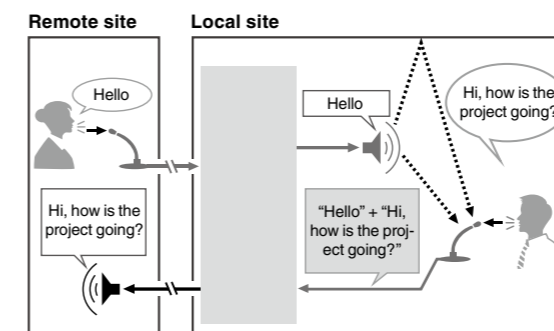 Remote site
Local site
Hello
Hello
Hi, how is the
project going?
Hi, how is the
project going?
“Hello” + “Hi,
how is the proj-
ect going?”